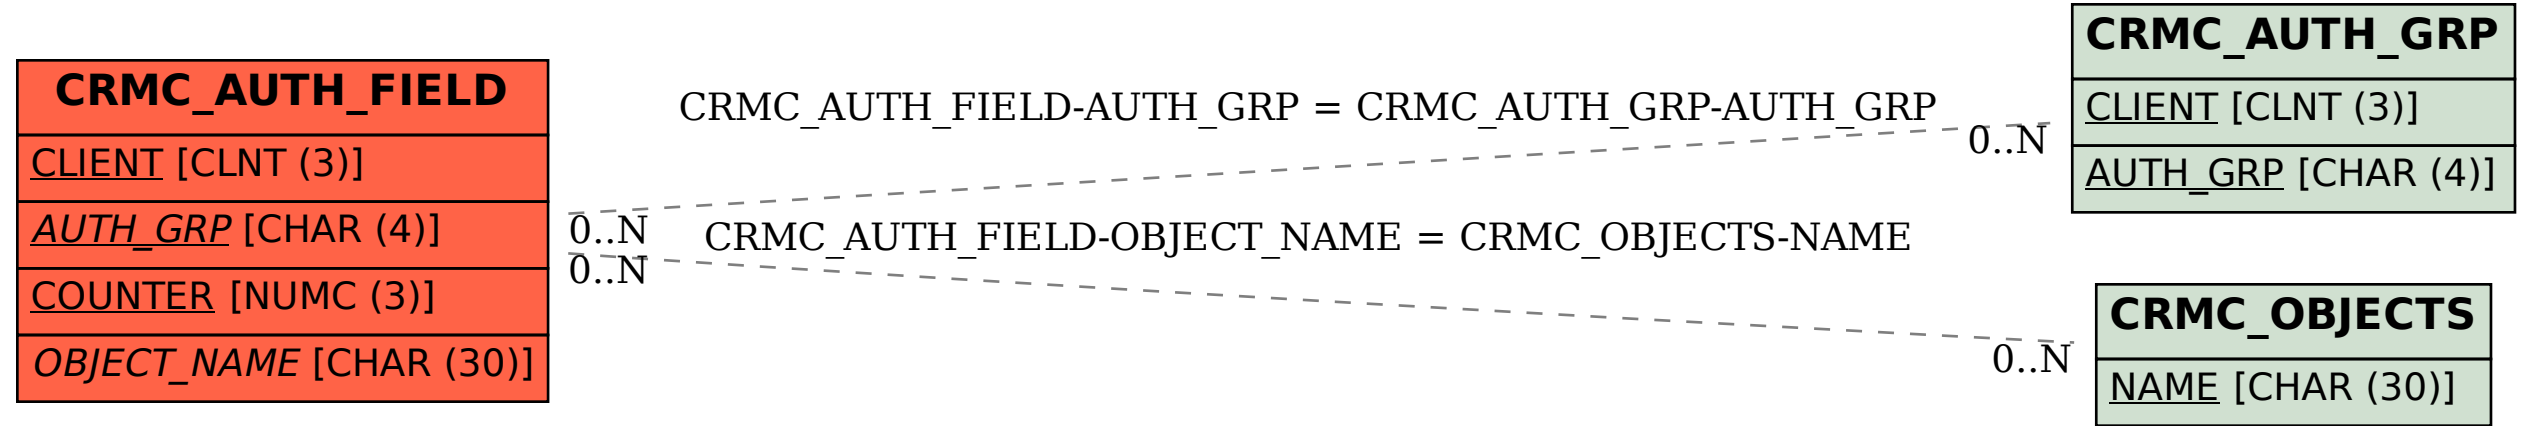 CRMC_AUTH_FIELD
CLIENT [CLNT (3)]
AUTH_GRP [CHAR (4)]
COUNTER [NUMC (3)]
OBJECT_NAME [CHAR (30)]
CRMC_AUTH_FIELD-AUTH_GRP = CRMC_AUTH_GRP-AUTH_GRP
0..N
0..N
CRMC_AUTH_FIELD-OBJECT_NAME = CRMC_OBJECTS-NAME
0..N
0..N
CRMC_AUTH_GRP
CLIENT [CLNT (3)]
AUTH_GRP [CHAR (4)]
CRMC_OBJECTS
NAME [CHAR (30)]